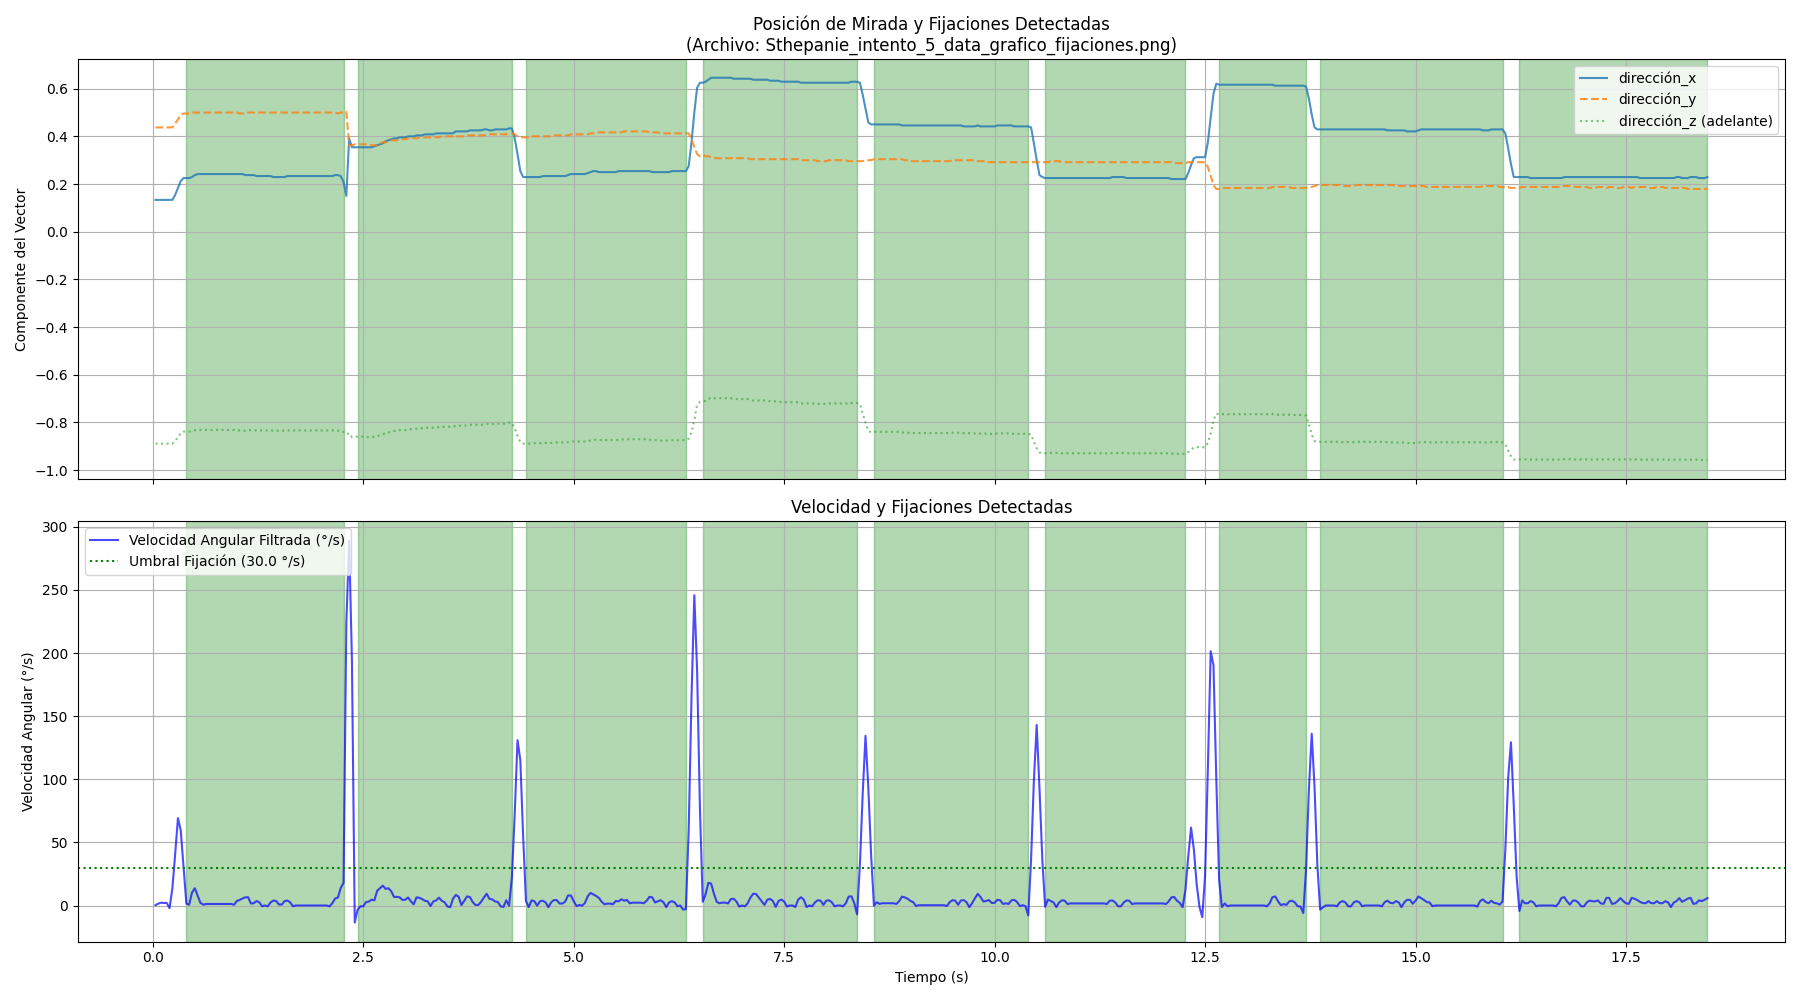 Posición de Mirada y Fijaciones Detectadas
(Archivo: Sthepanie_intento_5_data_grafico_fijaciones.png)
dirección_x
dirección_y
dirección_z (adelante)
Componente del Vector
0.6
0.4
0.2
0.0
−0.2
−0.4
−0.6
−0.8
−1.0
Velocidad y Fijaciones Detectadas
Velocidad Angular Filtrada (°/s)
Umbral Fijación (30.0 °/s)
Velocidad Angular (°/s)
300
250
200
150
100
50
0
0.0 2.5 5.0 7.5 10.0 12.5 15.0 17.5
Tiempo (s)